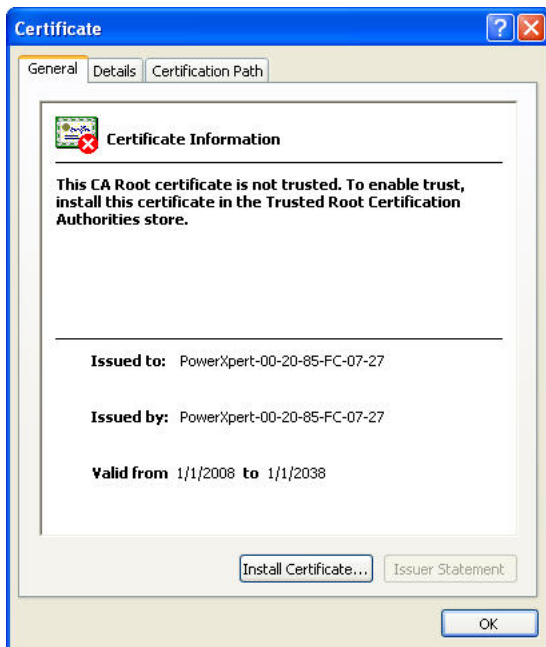 Certificate
General Details Certification Path
Certificate Information
This CA Root certificate is not trusted. To enable trust,
install this certificate in the Trusted Root Certification
Authorities store.
Issued to: PowerXpert-00-20-85-FC-07-27
Issued by: PowerXpert-00-20-85-FC-07-27
Valid from 1/1/2008 to 1/1/2038
Install Certificate... Issuer Statement
OK